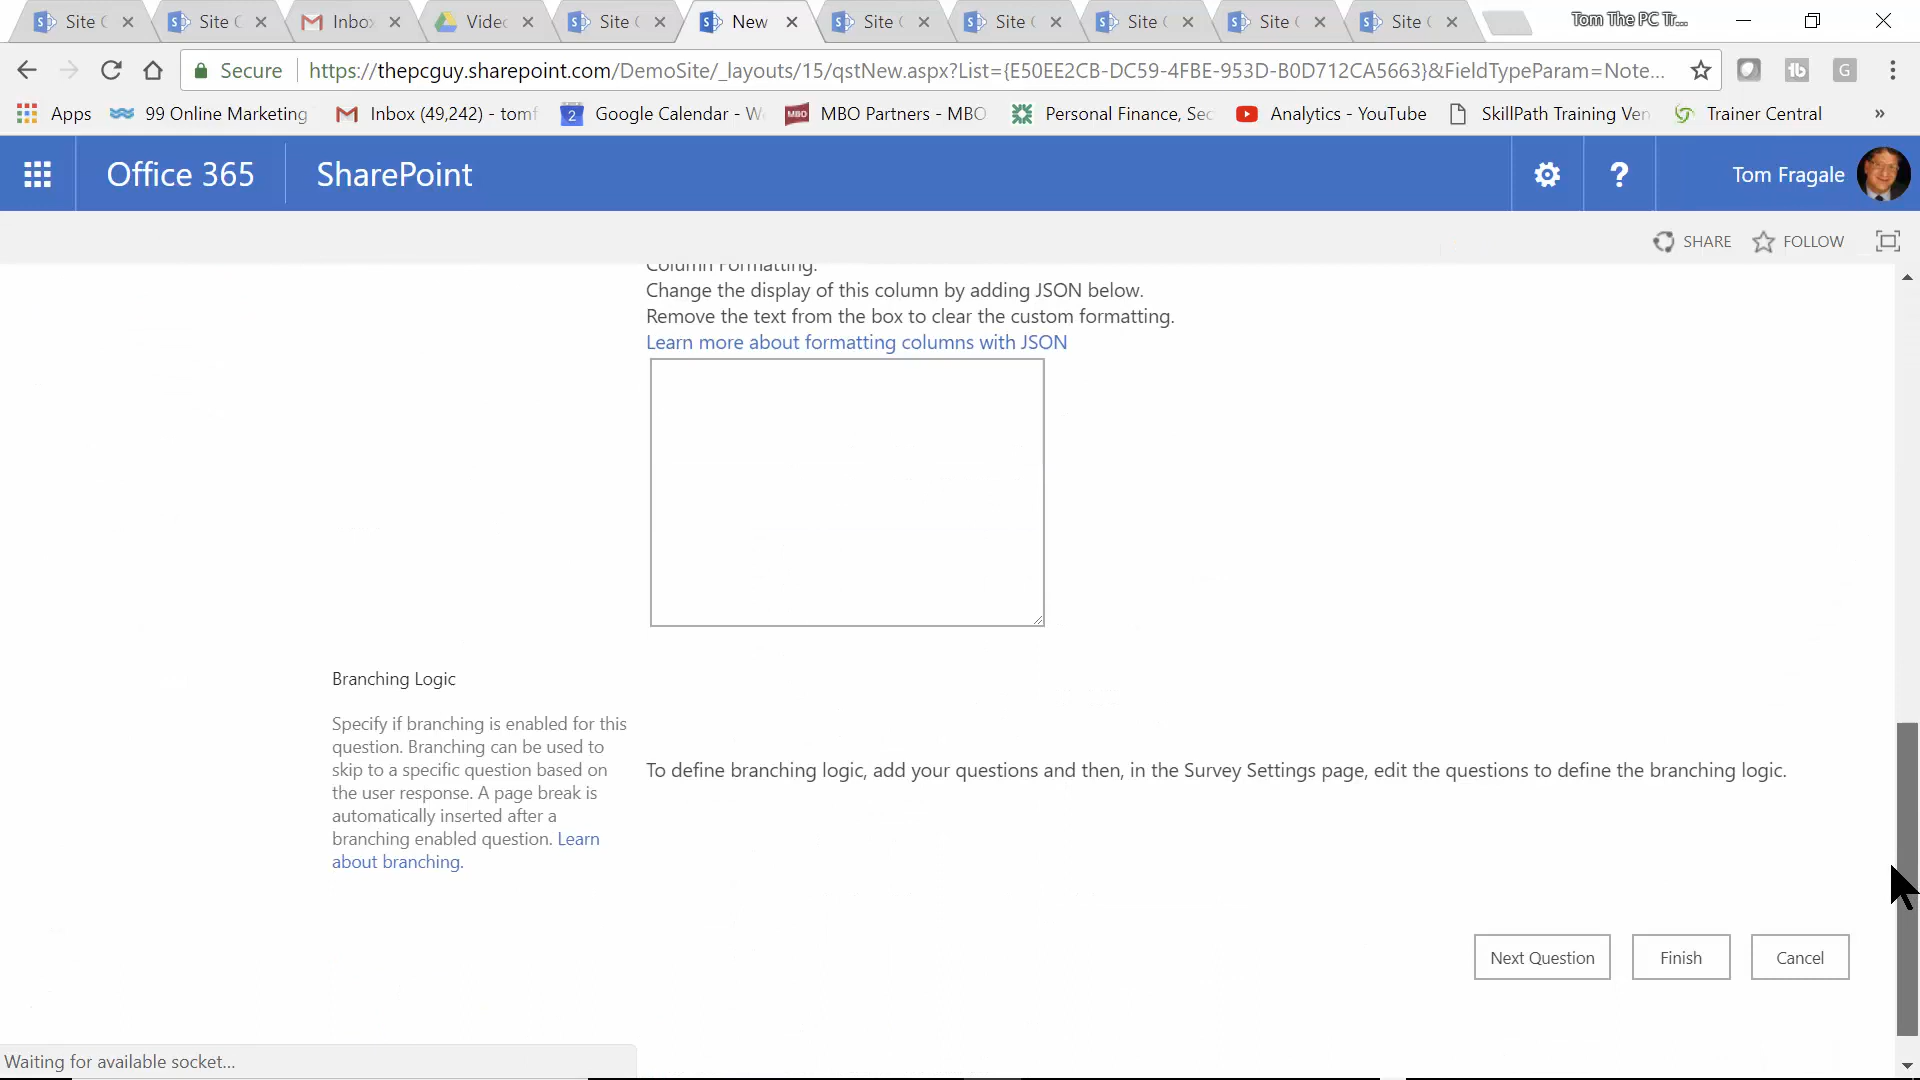 Site C
Site C
Inbo
Vide
Site C
New
Site C
Site C
Site C
Site C
Site C
Tom The PC Tr...
Secure
https://thepcguy.sharepoint.com/DemoSite/_layouts/15/qstNew.aspx?List={E50EE2CB-DC59-4FBE-953D-B0D712CA5663}&FieldTypeParam=Note...
Apps
99 Online Marketing
Inbox (49,242) - tomf
2
Google Calendar - W
MBO
MBO Partners - MBO
Personal Finance, Sec
Analytics - YouTube
SkillPath Training Ven
Trainer Central
»
Office 365
SharePoint
?
Tom Fragale
SHARE
FOLLOW
Column Formatting.
Change the display of this column by adding JSON below.
Remove the text from the box to clear the custom formatting.
Learn more about formatting columns with JSON
Branching Logic
Specify if branching is enabled for this
question. Branching can be used to
skip to a specific question based on
the user response. A page break is
automatically inserted after a
branching enabled question. Learn
about branching.
To define branching logic, add your questions and then, in the Survey Settings page, edit the questions to define the branching logic.
Next Question
Finish
Cancel
Waiting for available socket...